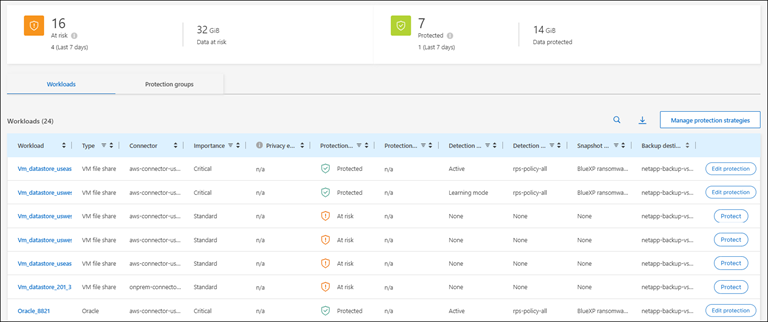 16
At risk
4 (Last 7 days)
32 GiB
Data at risk
7
Protected
1 (Last 7 days)
14 GiB
Data protected
Workloads
Protection groups
Workloads (24)
Manage protection strategies
Workload Type Connector Importance Privacy e... Protection... Protection... Detection ... Detection ... Snapshot ... Backup desti...
Vm_datastore_useas VM file share aws-connector-us... Critical n/a Protected n/a Active rps-policy-all BlueXP ransomwa... netapp-backup-vs... Edit protection
Vm_datastore_uswes VM file share aws-connector-us... Critical n/a Protected n/a Learning mode rps-policy-all BlueXP ransomwa... netapp-backup-vs... Edit protection
Vm_datastore_uswes VM file share aws-connector-us... Standard n/a At risk n/a None None None netapp-backup-vs... Protect
Vm_datastore_uswes VM file share aws-connector-us... Standard n/a At risk n/a None None None netapp-backup-vs... Protect
Vm_datastore_useas VM file share aws-connector-us... Standard n/a At risk n/a None None None netapp-backup-vs... Protect
Vm_datastore_201_3 VM file share onprem-connecto... Standard n/a At risk n/a None None None netapp-backup-vs... Protect
Oracle_8821 Oracle aws-connector-us... Critical n/a Protected n/a Active rps-policy-all BlueXP ransomwa... netapp-backup-vs... Edit protection